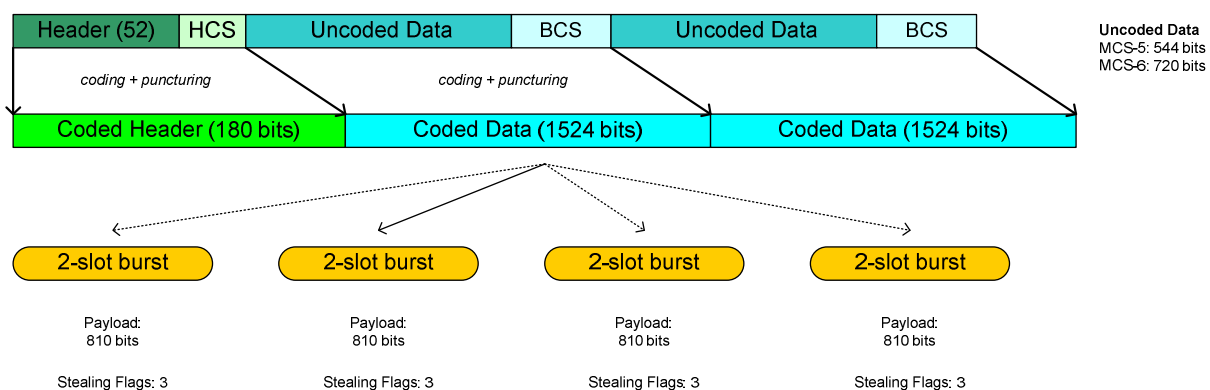 Header (52) HCS Uncoded Data BCS Uncoded Data BCS
Uncoded Data
MCS-5: 544 bits
MCS-6: 720 bits
coding + puncturing coding + puncturing
Coded Header (180 bits) Coded Data (1524 bits) Coded Data (1524 bits)
2-slot burst 2-slot burst 2-slot burst 2-slot burst
Payload: Payload: Payload: Payload:
810 bits 810 bits 810 bits 810 bits
Stealing Flags: 3 Stealing Flags: 3 Stealing Flags: 3 Stealing Flags: 3